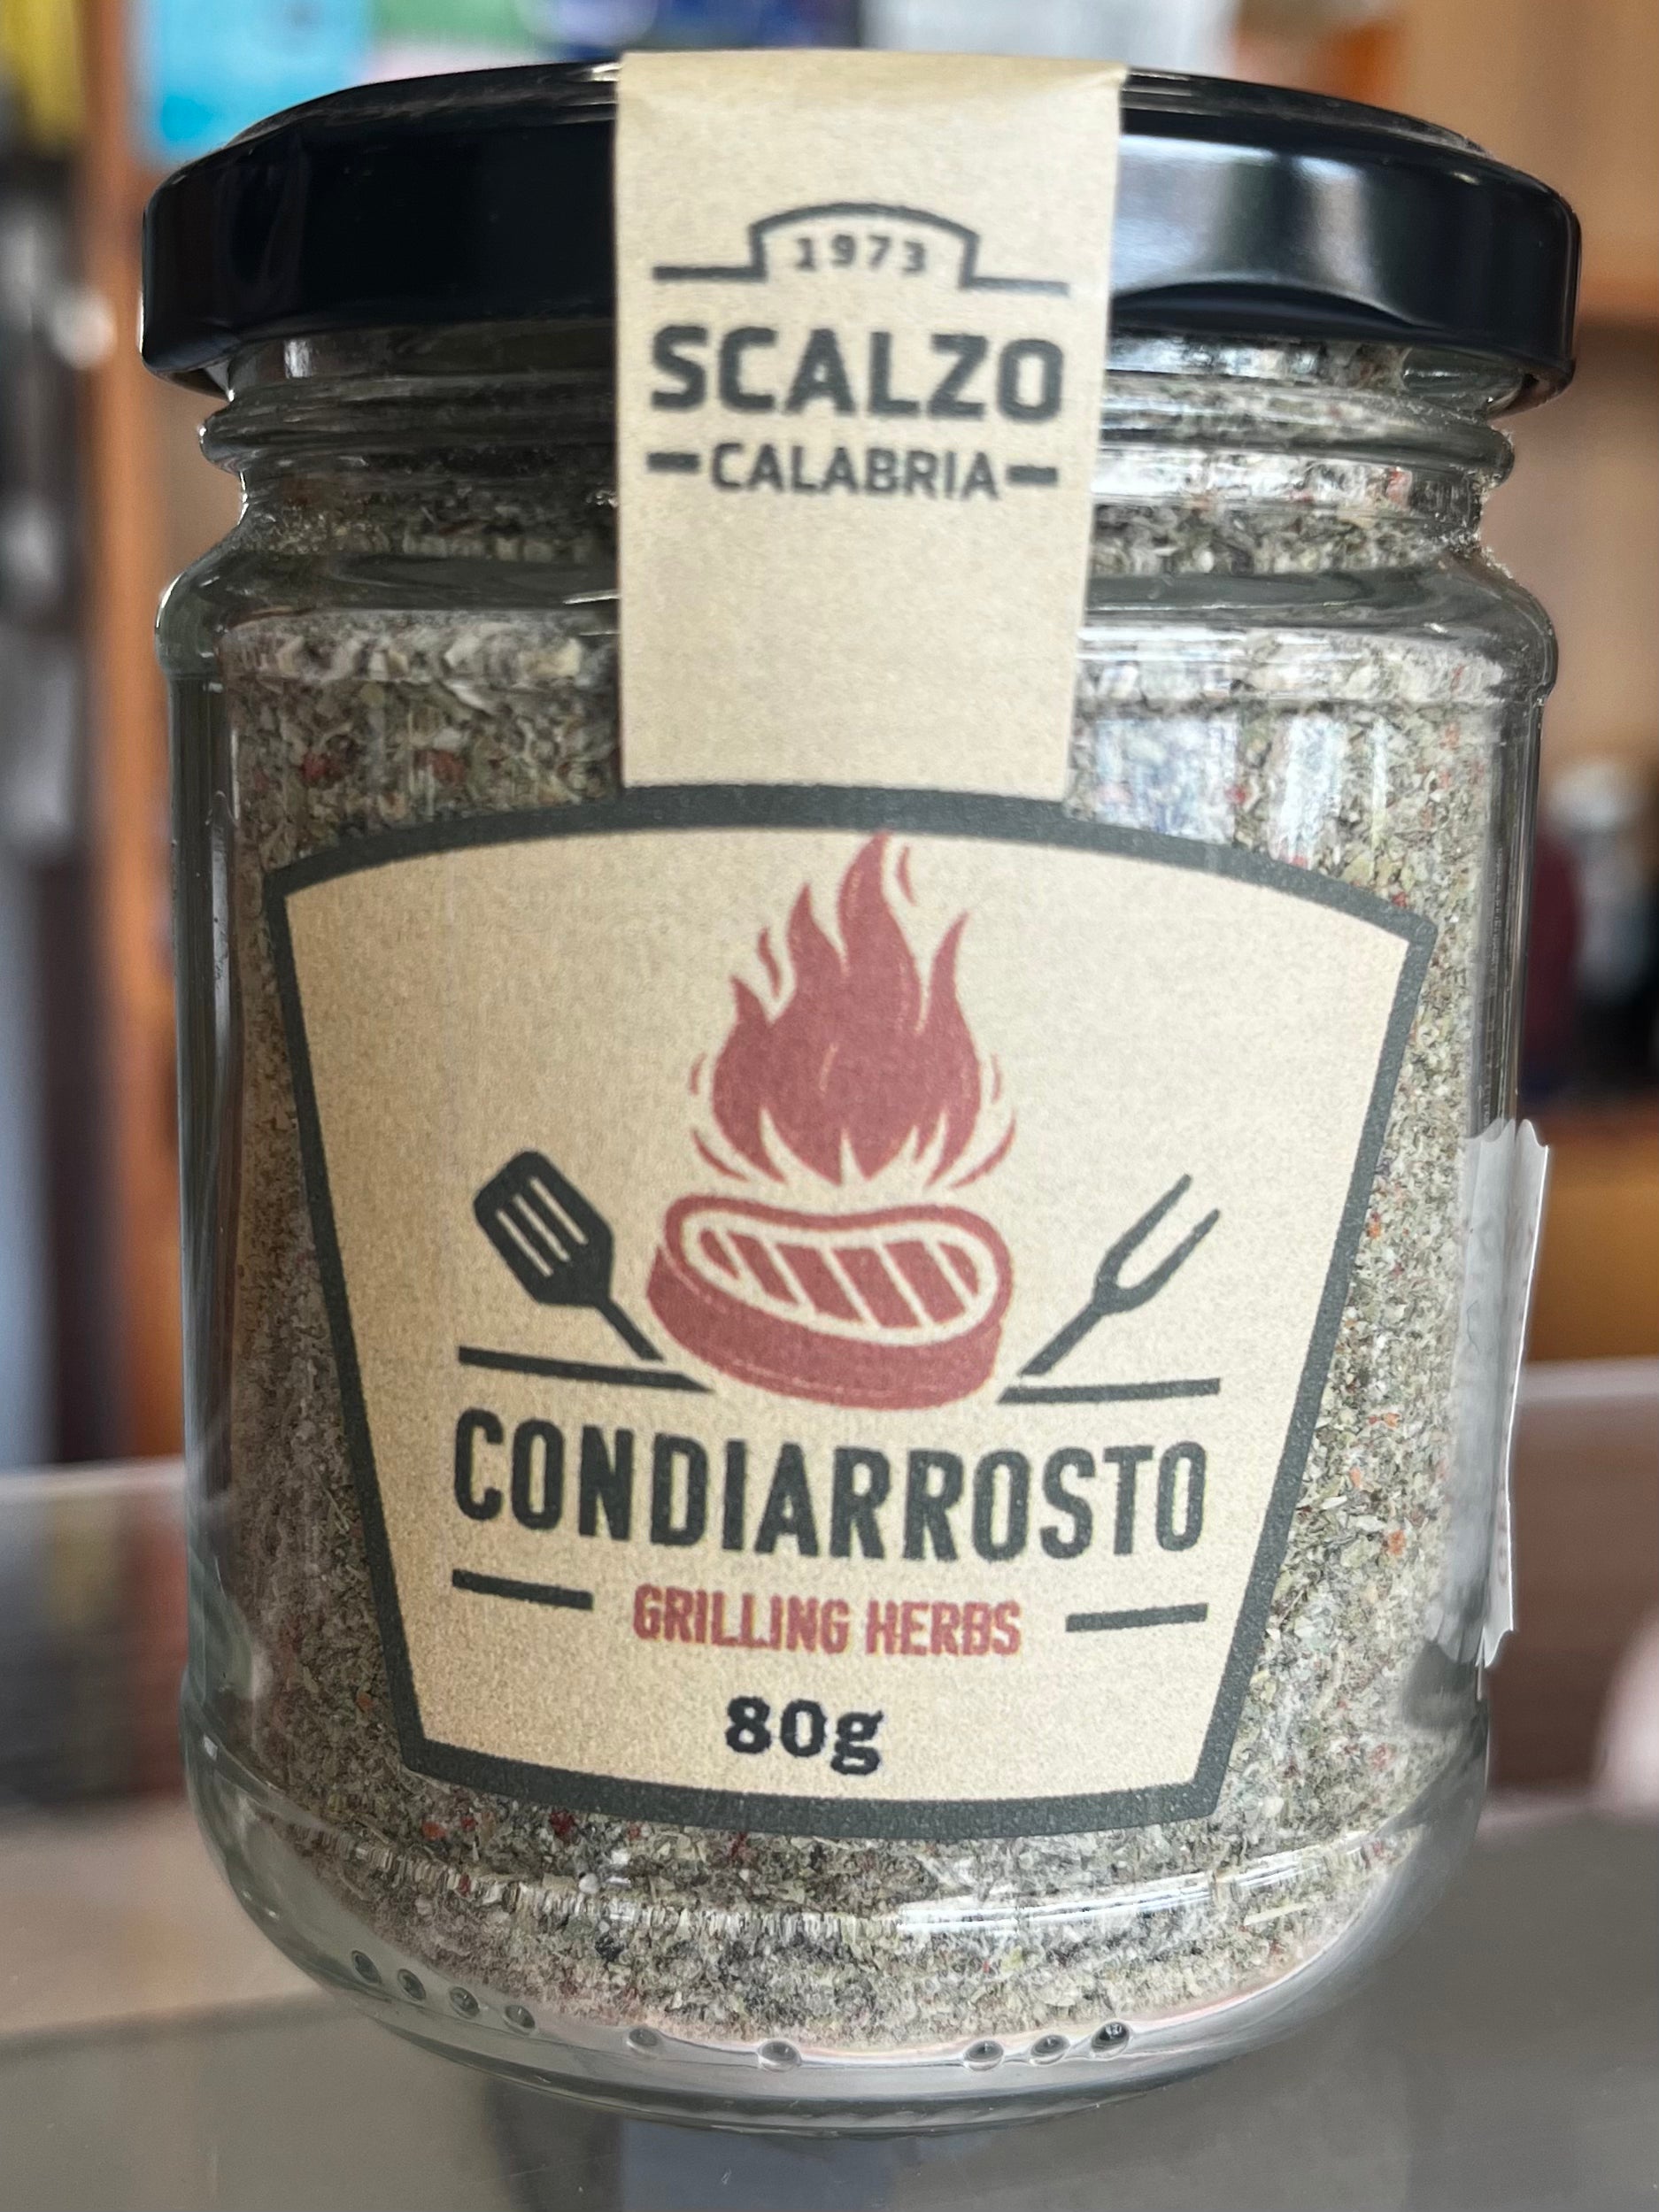 1973
SCALZO
CALABRIA
CONDIARROSTO
GRILLING HERBS
80g